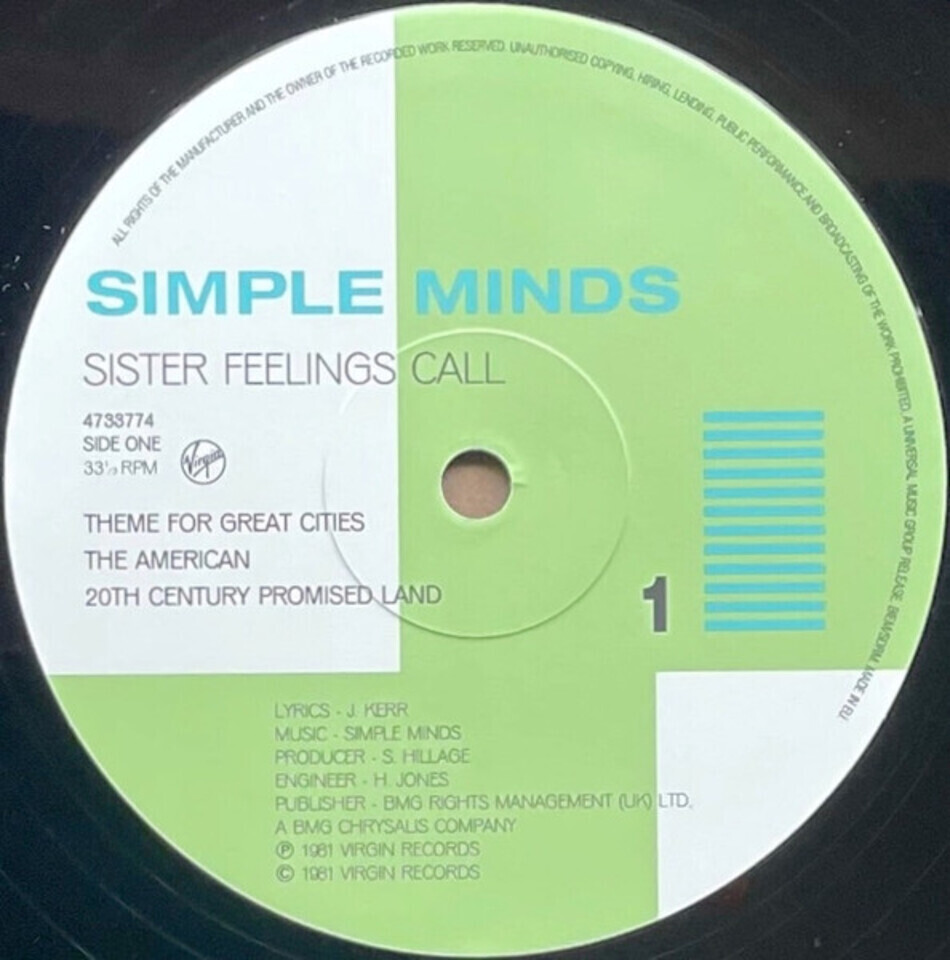 ALL RIGHTS OF THE MANUFACTURER AND THE OWNER OF THE RECORDED WORK RESERVED. UNAUTHORISED COPYING, HIRING, LENDING, PUBLIC PERFORMANCE AND BROADCASTING OF THE WORK PROHIBITED. A UNIVERSAL MUSIC GROUP RELEASE. BIEM/SDRM. MADE IN EU.
SIMPLE MINDS
SISTER FEELINGS CALL
4733774
SIDE ONE
33⅓ RPM
Virgin
THEME FOR GREAT CITIES
THE AMERICAN
20TH CENTURY PROMISED LAND
1
LYRICS - J. KERR
MUSIC - SIMPLE MINDS
PRODUCER - S. HILLAGE
ENGINEER - H. JONES
PUBLISHER - BMG RIGHTS MANAGEMENT (UK) LTD.
A BMG CHRYSALIS COMPANY
℗ 1981 VIRGIN RECORDS
© 1981 VIRGIN RECORDS